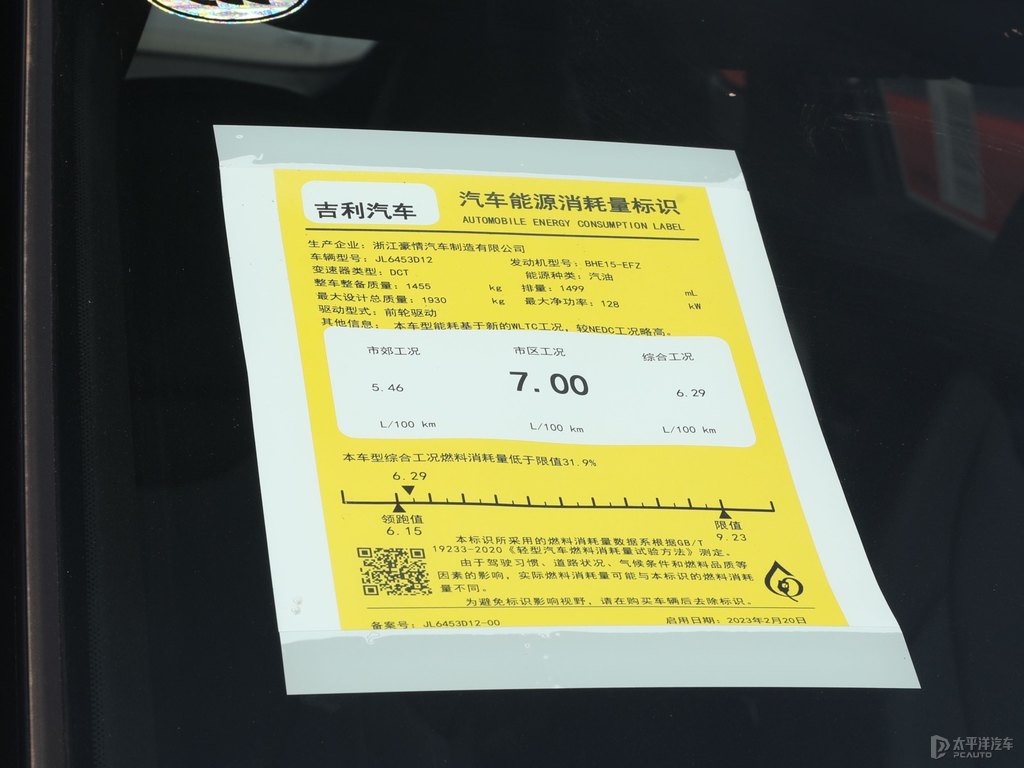 吉利汽车
汽车能源消耗量标识
AUTOMOBILE ENERGY CONSUMPTION LABEL
生产企业：浙江豪情汽车制造有限公司
车辆型号：JL6453D12 发动机型号：BHE15-EFZ
变速器类型：DCT 能源种类：汽油
整车整备质量：1455 kg 排量：1499 mL
最大设计总质量：1930 kg 最大净功率：128 kW
驱动型式：前轮驱动
其他信息： 本车型能耗基于新的WLTC工况，较NEDC工况略高。
市郊工况 市区工况 综合工况
5.46 7.00 6.29
L/100 km L/100 km L/100 km
本车型综合工况燃料消耗量低于限值31.9%
6.29
领跑值 限值
6.15 9.23
本标识所采用的燃料消耗量数据系根据GB/T
19233-2020《轻型汽车燃料消耗量试验方法》测定。
由于驾驶习惯、道路状况、气候条件和燃料品质等
因素的影响，实际燃料消耗量可能与本标识的燃料消耗
量不同。
为避免标识影响视野，请在购买车辆后去除标识。
备案号：JL6453D12-00 启用日期：2023年2月20日
太平洋汽车
PCAUTO